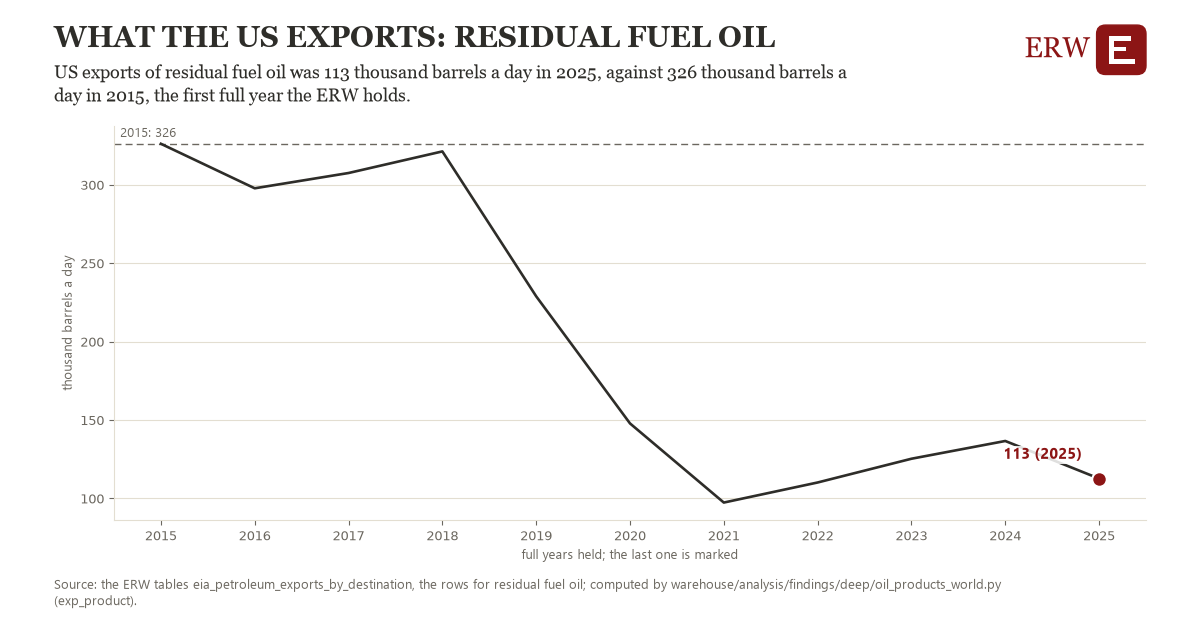 WHAT THE US EXPORTS: RESIDUAL FUEL OIL
US exports of residual fuel oil was 113 thousand barrels a day in 2025, against 326 thousand barrels a
day in 2015, the first full year the ERW holds.
ERW E
2015: 326
300
250
200
150
100
thousand barrels a day
113 (2025)
2015 2016 2017 2018 2019 2020 2021 2022 2023 2024 2025
full years held; the last one is marked
Source: the ERW tables eia_petroleum_exports_by_destination, the rows for residual fuel oil; computed by warehouse/analysis/findings/deep/oil_products_world.py
(exp_product).